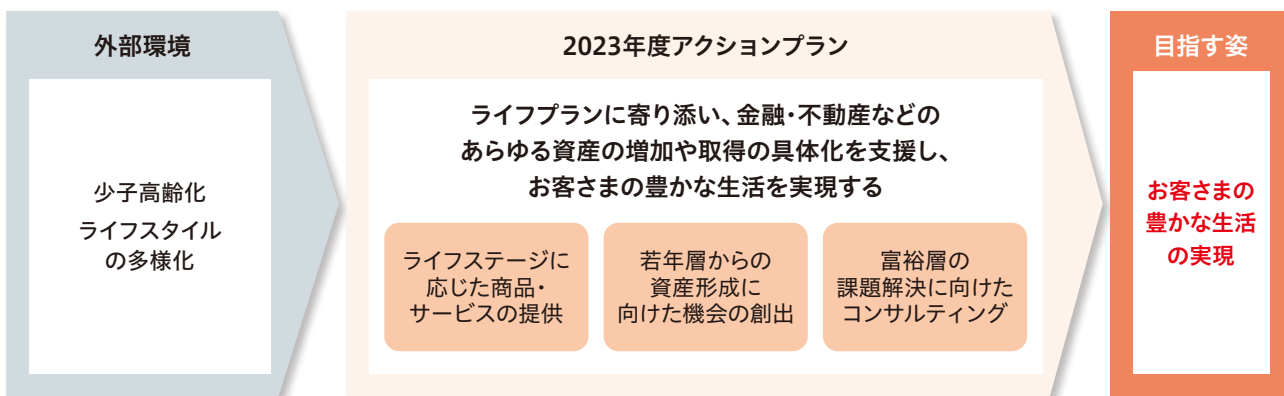 外部環境
少子高齢化
ライフスタイル
の多様化
2023年度アクションプラン
ライフプランに寄り添い、金融・不動産などの
あらゆる資産の増加や取得の具体化を支援し、
お客さまの豊かな生活を実現する
ライフステージに
応じた商品・
サービスの提供
若年層からの
資産形成に
向けた機会の創出
富裕層の
課題解決に向けた
コンサルティング
目指す姿
お客さまの
豊かな生活
の実現